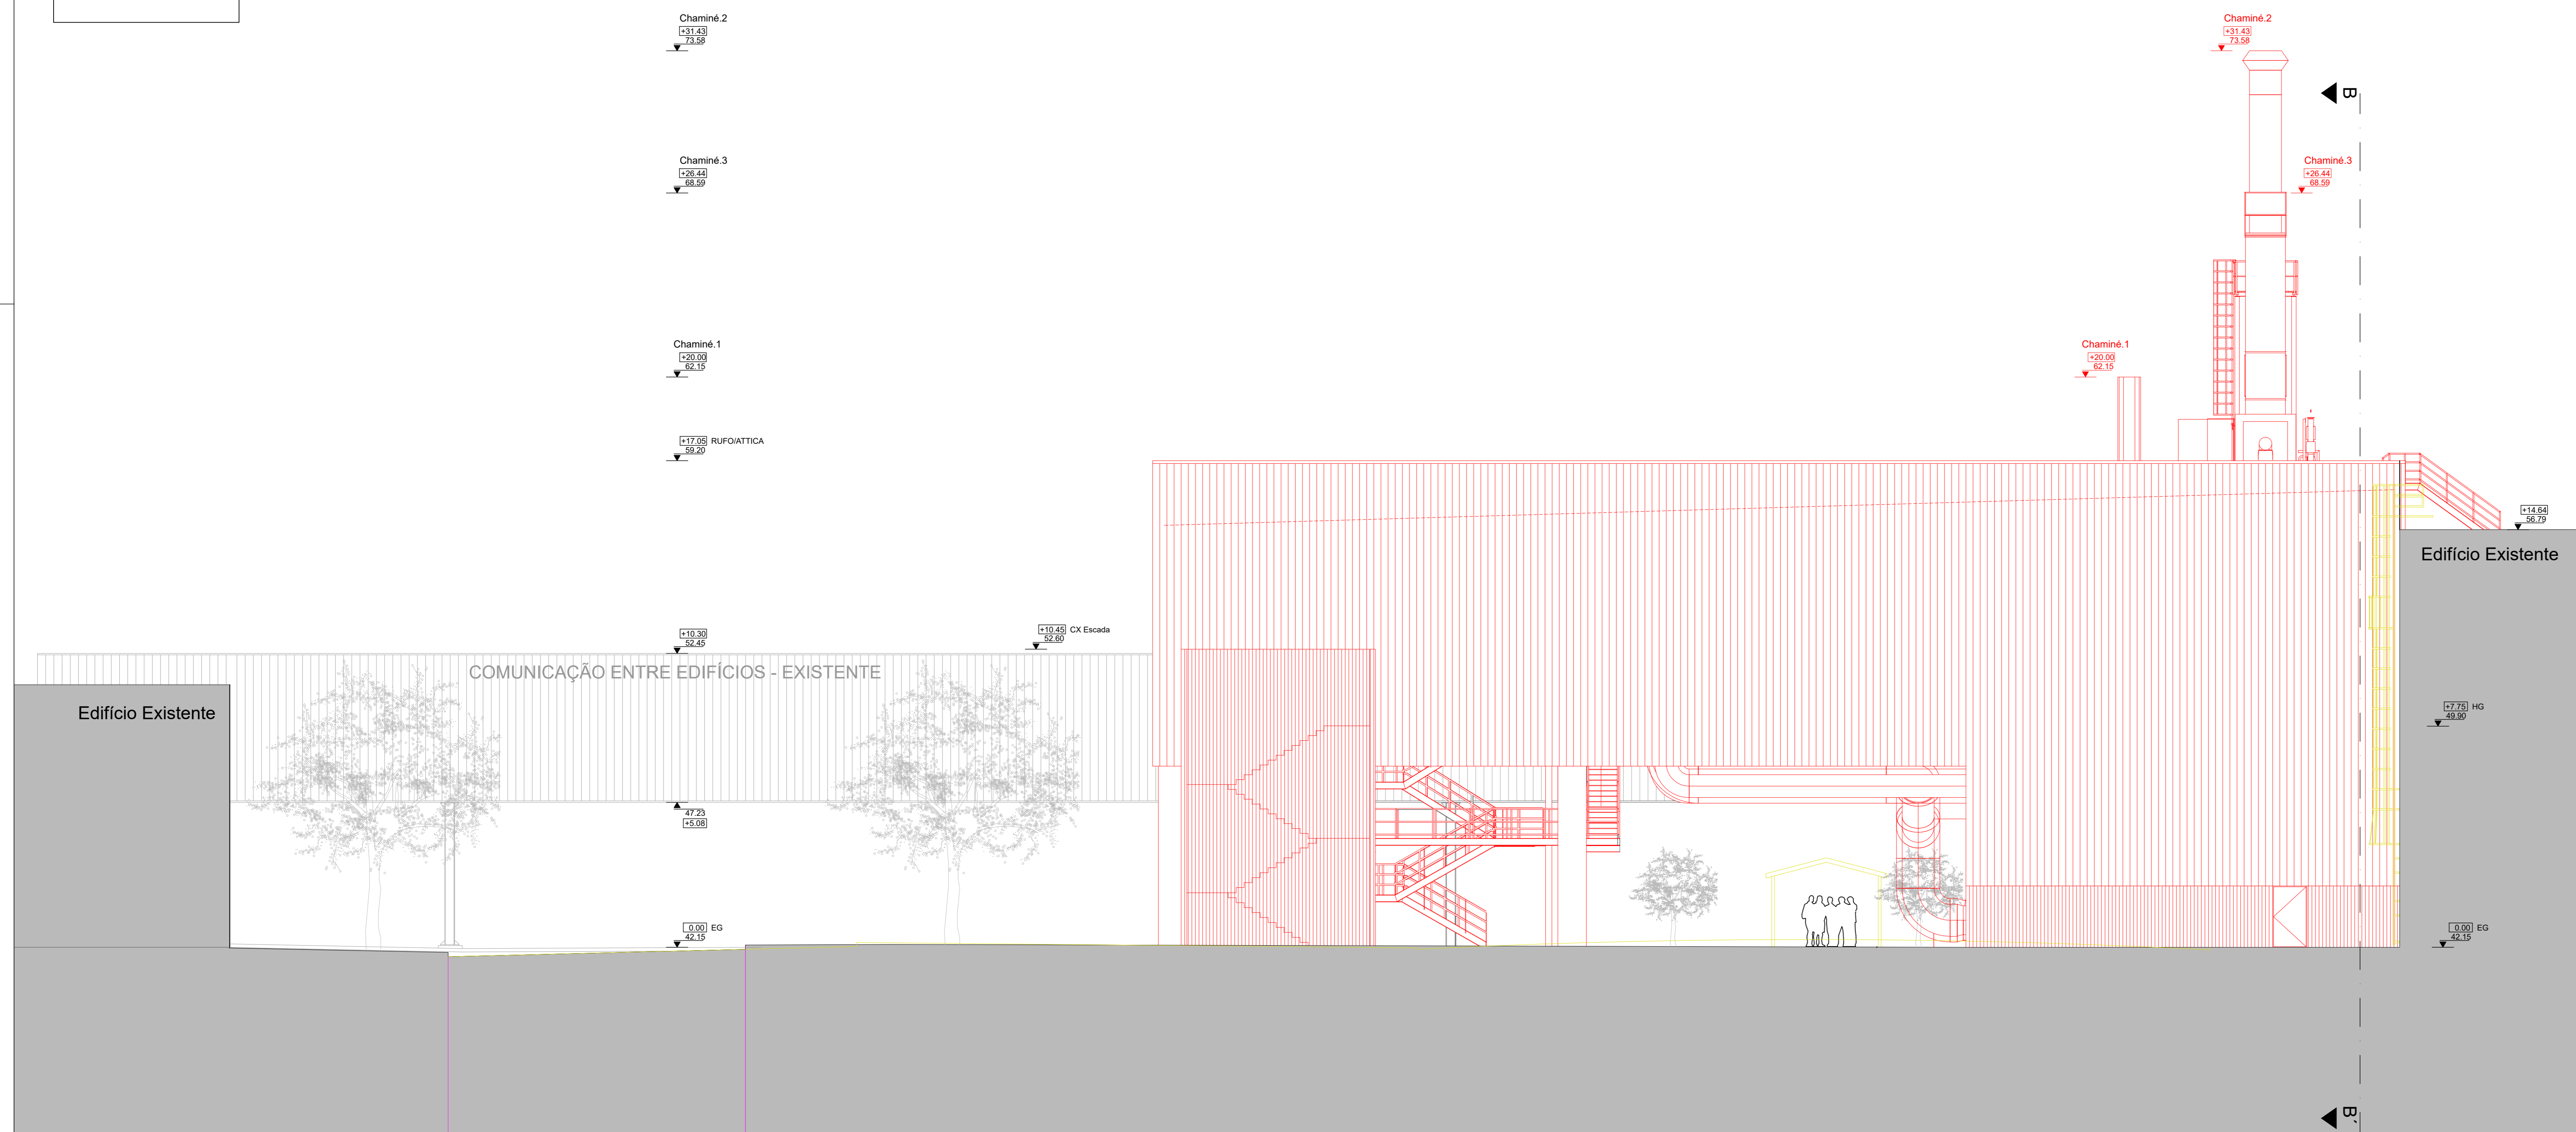 Chaminé.2
+31.43
73.58
Chaminé.2
+31.43
73.58
B
Chaminé.3
+26.44
68.59
Chaminé.3
+26.44
68.59
Chaminé.1
+20.00
62.15
Chaminé.1
+20.00
62.15
+17.05 RUFO/ATTICA
59.20
+14.64
56.79
Edifício Existente
+10.30
52.45
+10.45 CX Escada
52.60
COMUNICAÇÃO ENTRE EDIFÍCIOS - EXISTENTE
Edifício Existente
+7.75 HG
49.90
47.23
+5.08
0.00 EG
42.15
0.00 EG
42.15
B´